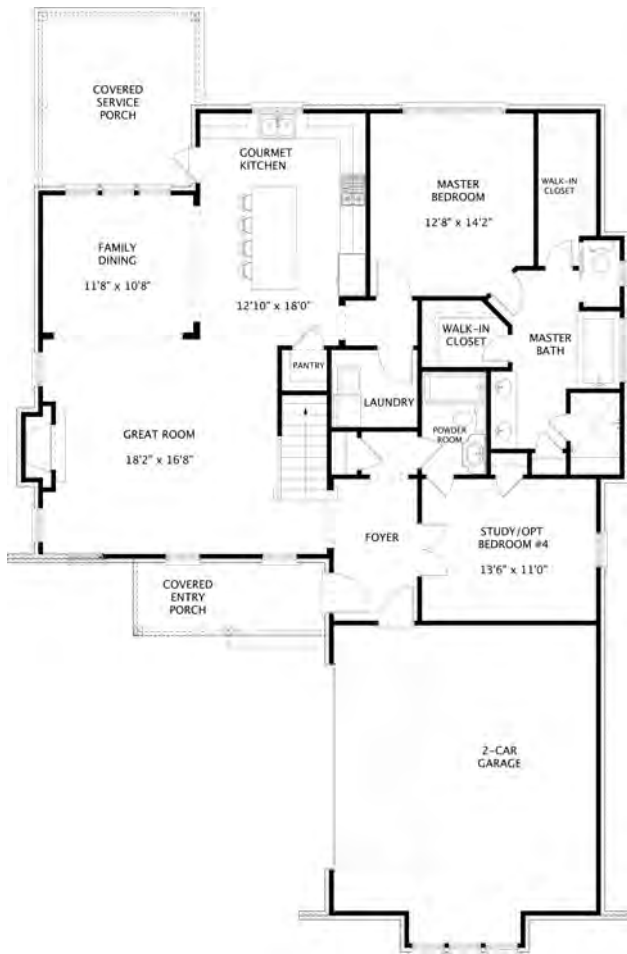 COVERED
SERVICE
PORCH
GOURMET
KITCHEN
12'10" x 18'0"
MASTER
BEDROOM
12'8" x 14'2"
WALK-IN
CLOSET
FAMILY
DINING
11'8" x 10'8"
WALK-IN
CLOSET
MASTER
BATH
PANTRY
LAUNDRY
POWDER
ROOM
GREAT ROOM
18'2" x 16'8"
FOYER
STUDY/OPT
BEDROOM #4
13'6" x 11'0"
COVERED
ENTRY
PORCH
2-CAR
GARAGE